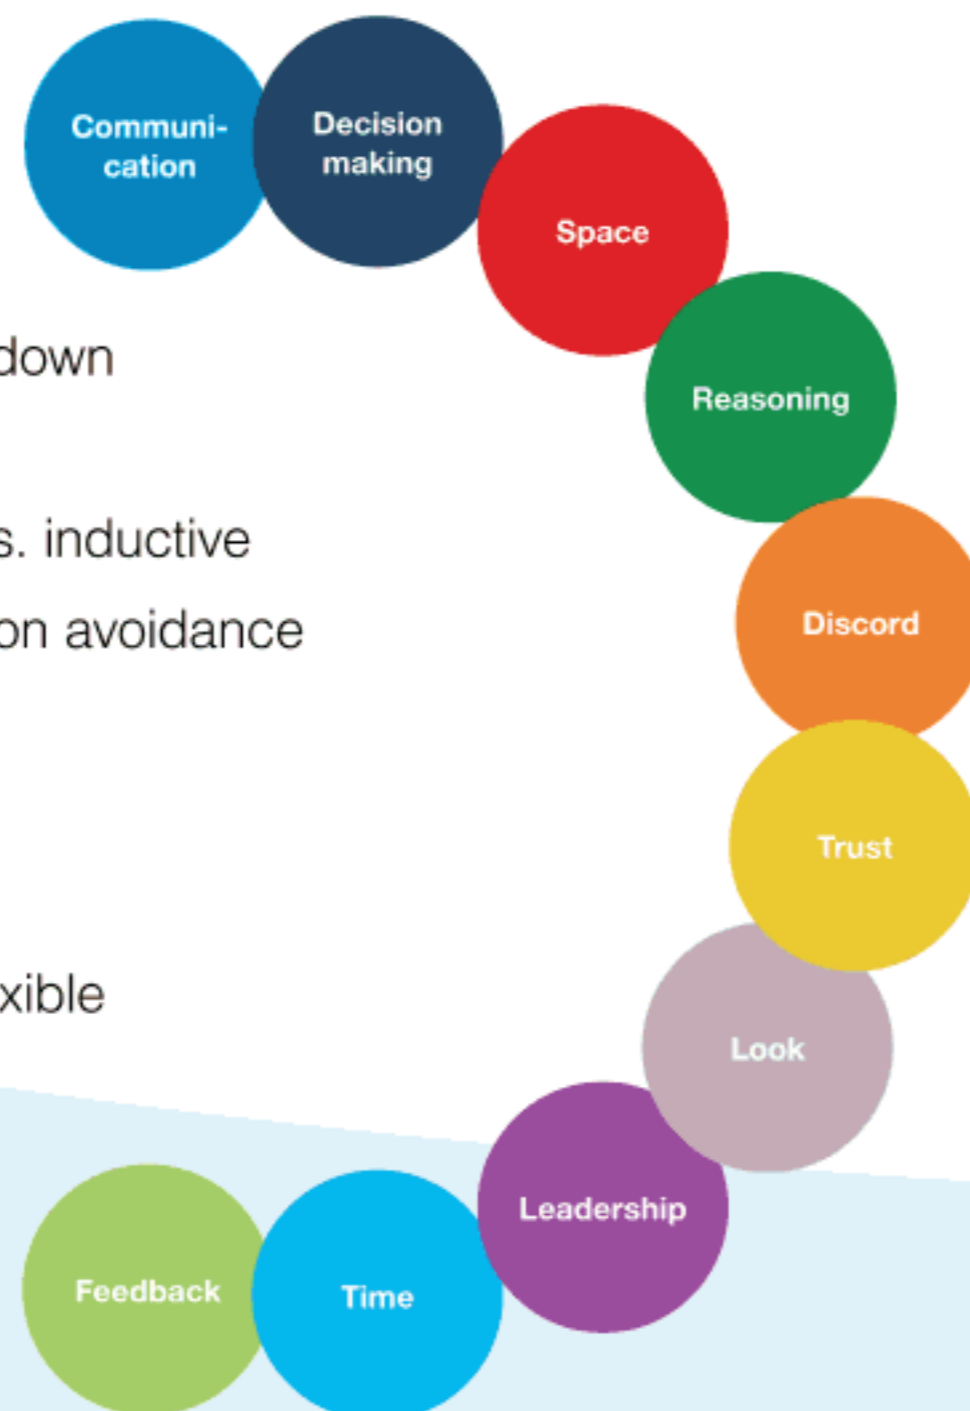 Communi-
cation
Decision
making
Space
down
Reasoning
s. inductive
on avoidance
Discord
Trust
xible
Look
Leadership
Feedback
Time